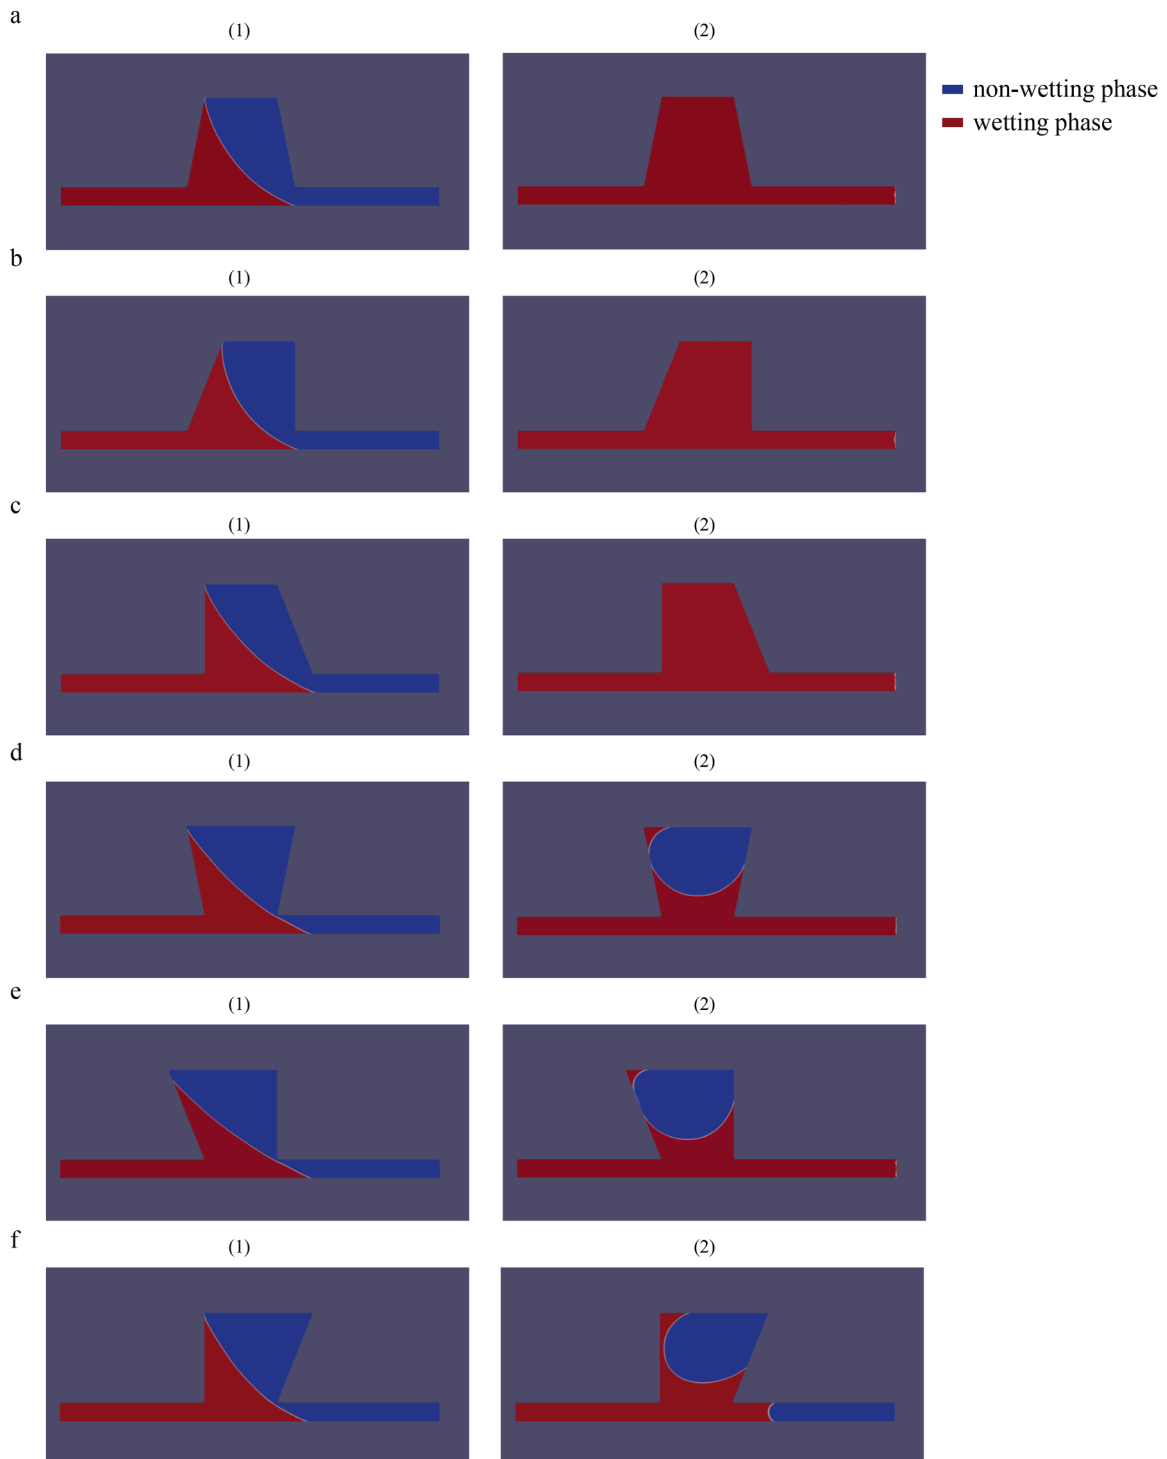 a
(1) (2)
non-wetting phase
wetting phase
b
(1) (2)
c
(1) (2)
d
(1) (2)
e
(1) (2)
f
(1) (2)